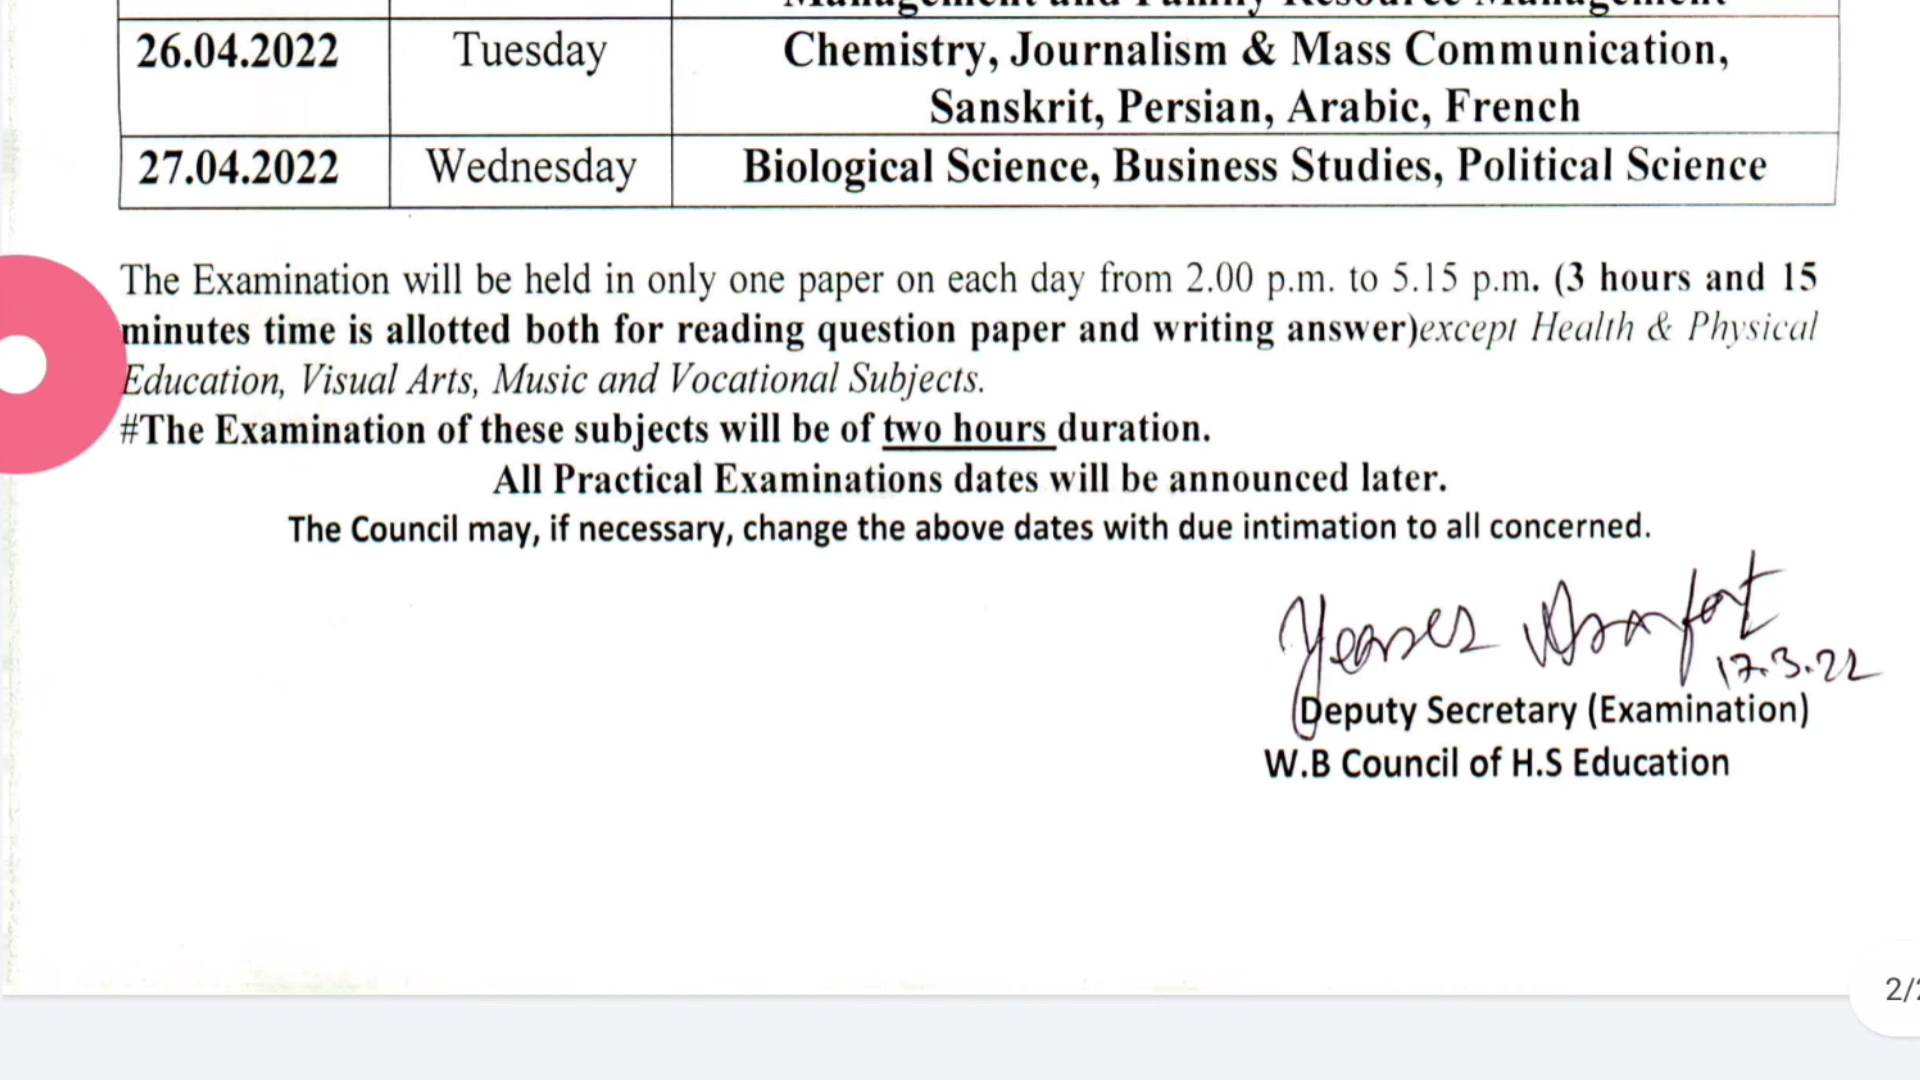 Management and Family Resource Management
26.04.2022 Tuesday Chemistry, Journalism & Mass Communication,
Sanskrit, Persian, Arabic, French
27.04.2022 Wednesday Biological Science, Business Studies, Political Science
The Examination will be held in only one paper on each day from 2.00 p.m. to 5.15 p.m. (3 hours and 15
minutes time is allotted both for reading question paper and writing answer)except Health & Physical
Education, Visual Arts, Music and Vocational Subjects.
#The Examination of these subjects will be of two hours duration.
All Practical Examinations dates will be announced later.
The Council may, if necessary, change the above dates with due intimation to all concerned.
17.3.22
Deputy Secretary (Examination)
W.B Council of H.S Education